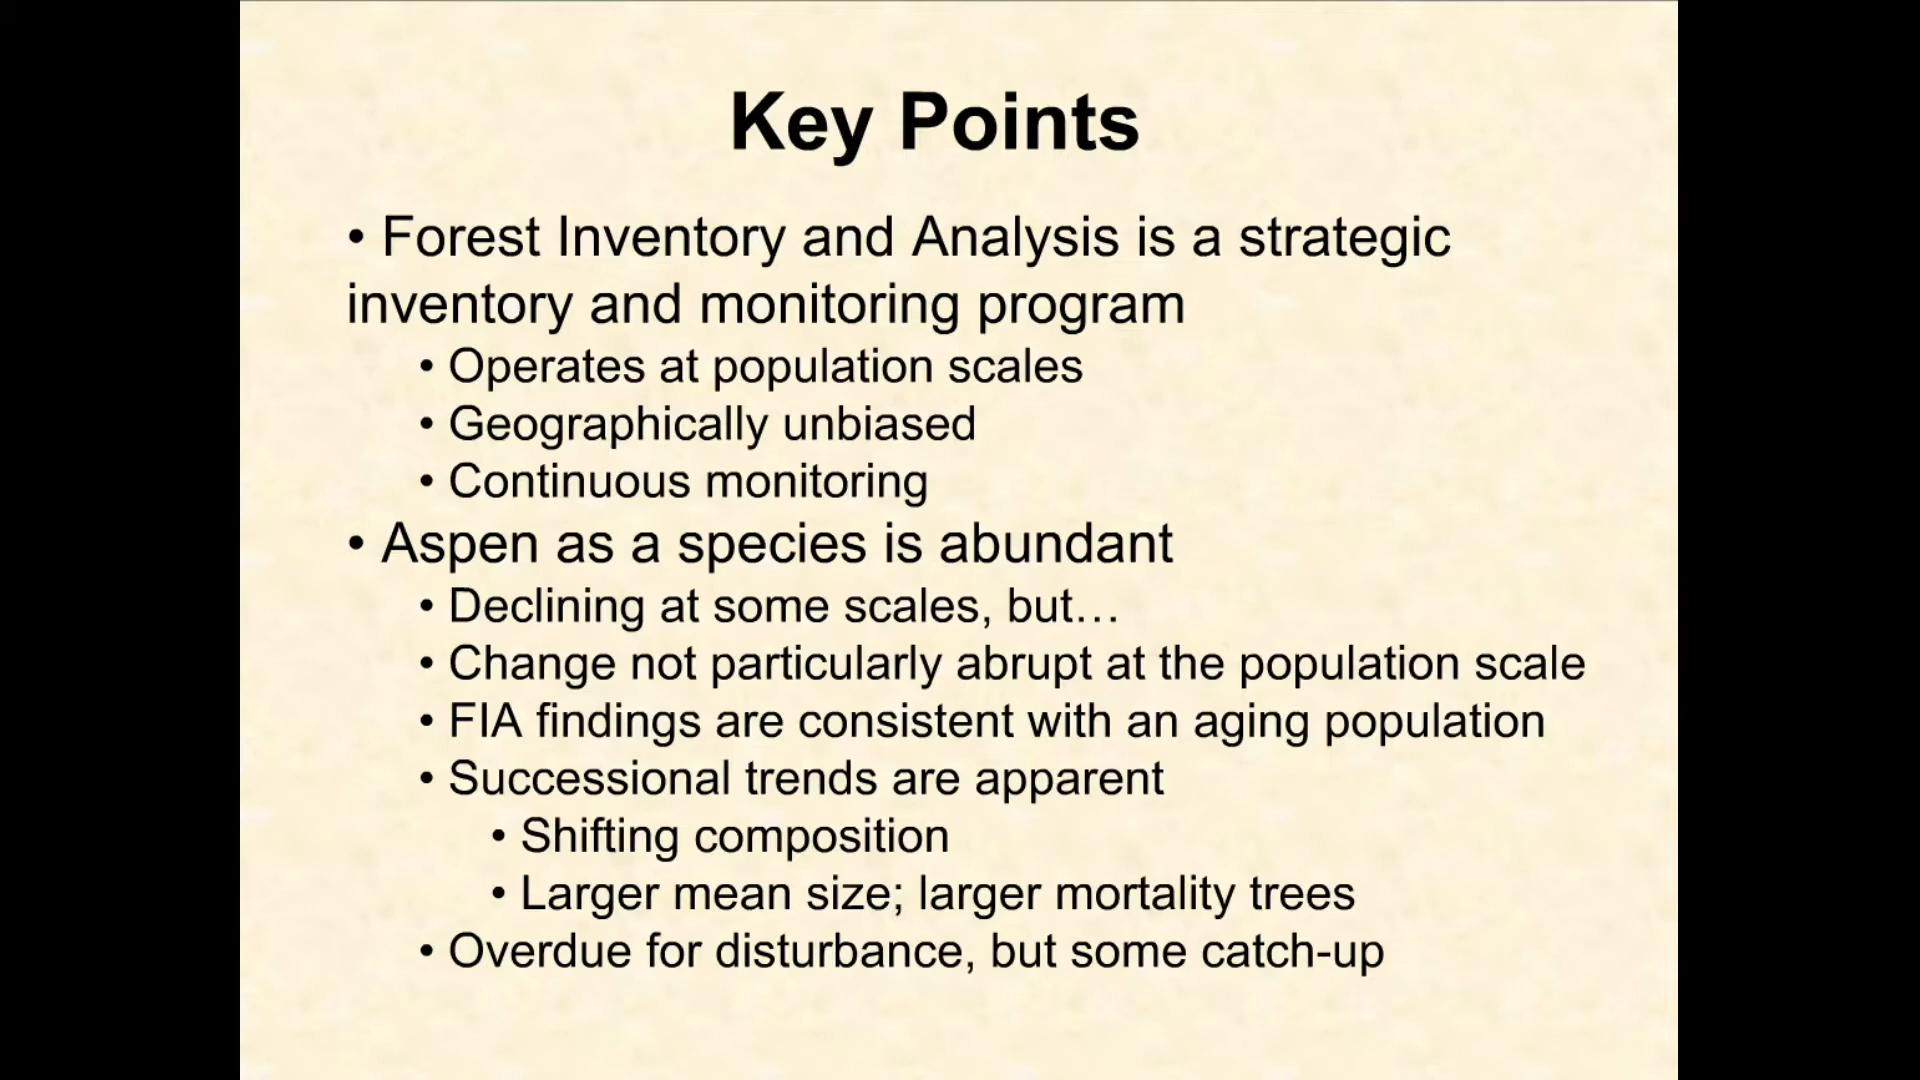 Key Points
• Forest Inventory and Analysis is a strategic
inventory and monitoring program
• Operates at population scales
• Geographically unbiased
• Continuous monitoring
• Aspen as a species is abundant
• Declining at some scales, but…
• Change not particularly abrupt at the population scale
• FIA findings are consistent with an aging population
• Successional trends are apparent
• Shifting composition
• Larger mean size; larger mortality trees
• Overdue for disturbance, but some catch-up